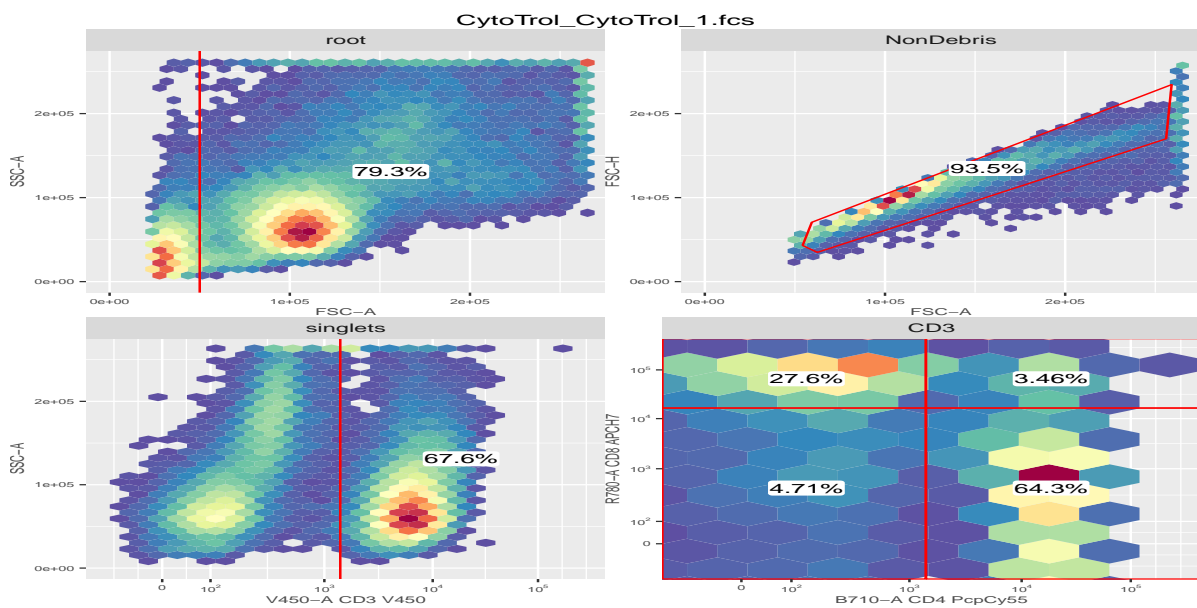 CytoTrol_CytoTrol_1.fcs
root
NonDebris
SSC-A
2e+05
1e+05
0e+00
79.3%
0e+00
1e+05
2e+05
FSC-A
FSC-H
2e+05
1e+05
0e+00
93.5%
0e+00
1e+05
2e+05
FSC-A
singlets
CD3
SSC-A
2e+05
1e+05
0e+00
67.6%
0
10²
10³
10⁴
10⁵
V450-A CD3 V450
R780-A CD8 APCH7
10⁵
10⁴
10³
10²
0
27.6%
3.46%
4.71%
64.3%
0
10²
10³
10⁴
10⁵
B710-A CD4 PcpCy55